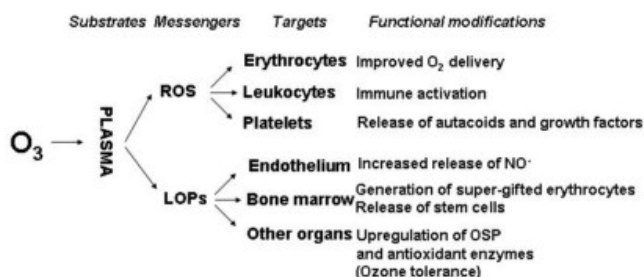 Substrates Messengers Targets Functional modifications
Erythrocytes Improved O₂ delivery
ROS Leukocytes Immune activation
Platelets Release of autacoids and growth factors
O₃ PLASMA
Endothelium Increased release of NO·
LOPs Bone marrow Generation of super-gifted erythrocytes
Release of stem cells
Other organs Upregulation of OSP
and antioxidant enzymes
(Ozone tolerance)